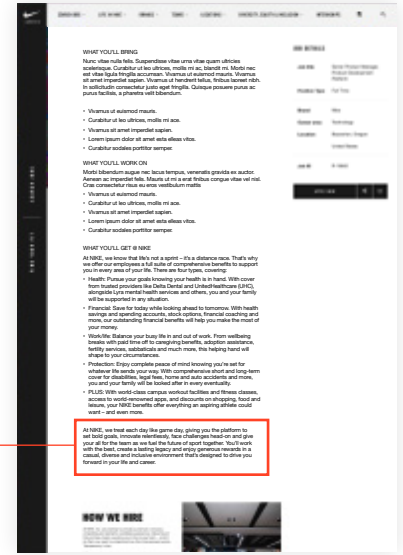 WHAT YOU'LL BRING
Nunc vitae nulla felis. Suspendisse vitae urna vitae quam ultricies
scelerisque. Curabitur ut leo ultrices, mollis mi ac, blandit mi. Morbi nec
est vitae ligula fringilla accumsan. Vivamus ut euismod mauris. Vivamus
sit amet imperdiet sapien. Vivamus ut hendrerit tellus, finibus laoreet nibh.
In sollicitudin consectetur justo eget fringilla. Quisque posuere purus ac
purus facilisis, a pharetra velit bibendum.
• Vivamus ut euismod mauris.
• Curabitur ut leo ultrices, mollis mi ace.
• Vivamus sit amet imperdiet sapien.
• Lorem ipsum dolor sit amet esta elleas vitos.
• Curabitur sodales portitor semper.
WHAT YOU'LL WORK ON
Morbi bibendum augue nec lacus tempus, venenatis gravida ex auctor.
Aenean ac imperdiet felis. Mauris ut mi a erat finibus congue vitae vel nisl.
Cras consectetur risus eu eros vestibulum mattis
• Vivamus ut euismod mauris.
• Curabitur ut leo ultrices, mollis mi ace.
• Vivamus sit amet imperdiet sapien.
• Lorem ipsum dolor sit amet esta elleas vitos.
• Curabitur sodales portitor semper.
WHAT YOU'LL GET @ NIKE
At NIKE, we know that life's not a sprint – it's a distance race. That's why
we offer our employees a full suite of comprehensive benefits to support
you in every area of your life. There are four types, covering:
• Health: Pursue your goals knowing your health is in hand. With cover
from trusted providers like Delta Dental and UnitedHealthcare (UHC),
alongside Lyra mental health services and others, you and your family
will be supported in any situation.
• Financial: Save for today while looking ahead to tomorrow. With health
savings and spending accounts, stock options, financial coaching and
more, our outstanding financial benefits will help you make the most of
your money.
• Work/life: Balance your busy life in and out of work. From wellbeing
breaks with paid time off to caregiving benefits, adoption assistance,
fertility services, sabbaticals and much more, this helping hand will
shape to your circumstances.
• Protection: Enjoy complete peace of mind knowing you're set for
whatever life sends your way. With comprehensive short and long-term
cover for disabilities, legal fees, home and auto accidents and more,
you and your family will be looked after in every eventuality.
• PLUS: With world-class campus workout facilities and fitness classes,
access to world-renowned apps, and discounts on shopping, food and
leisure, your NIKE benefits offer everything an aspiring athlete could
want – and even more.
At NIKE, we treat each day like game day, giving you the platform to
set bold goals, innovate relentlessly, face challenges head-on and give
your all for the team as we fuel the future of sport together. You'll work
with the best, create a lasting legacy and enjoy generous rewards in a
casual, diverse and inclusive environment that's designed to drive you
forward in your life and career.
HOW WE HIRE